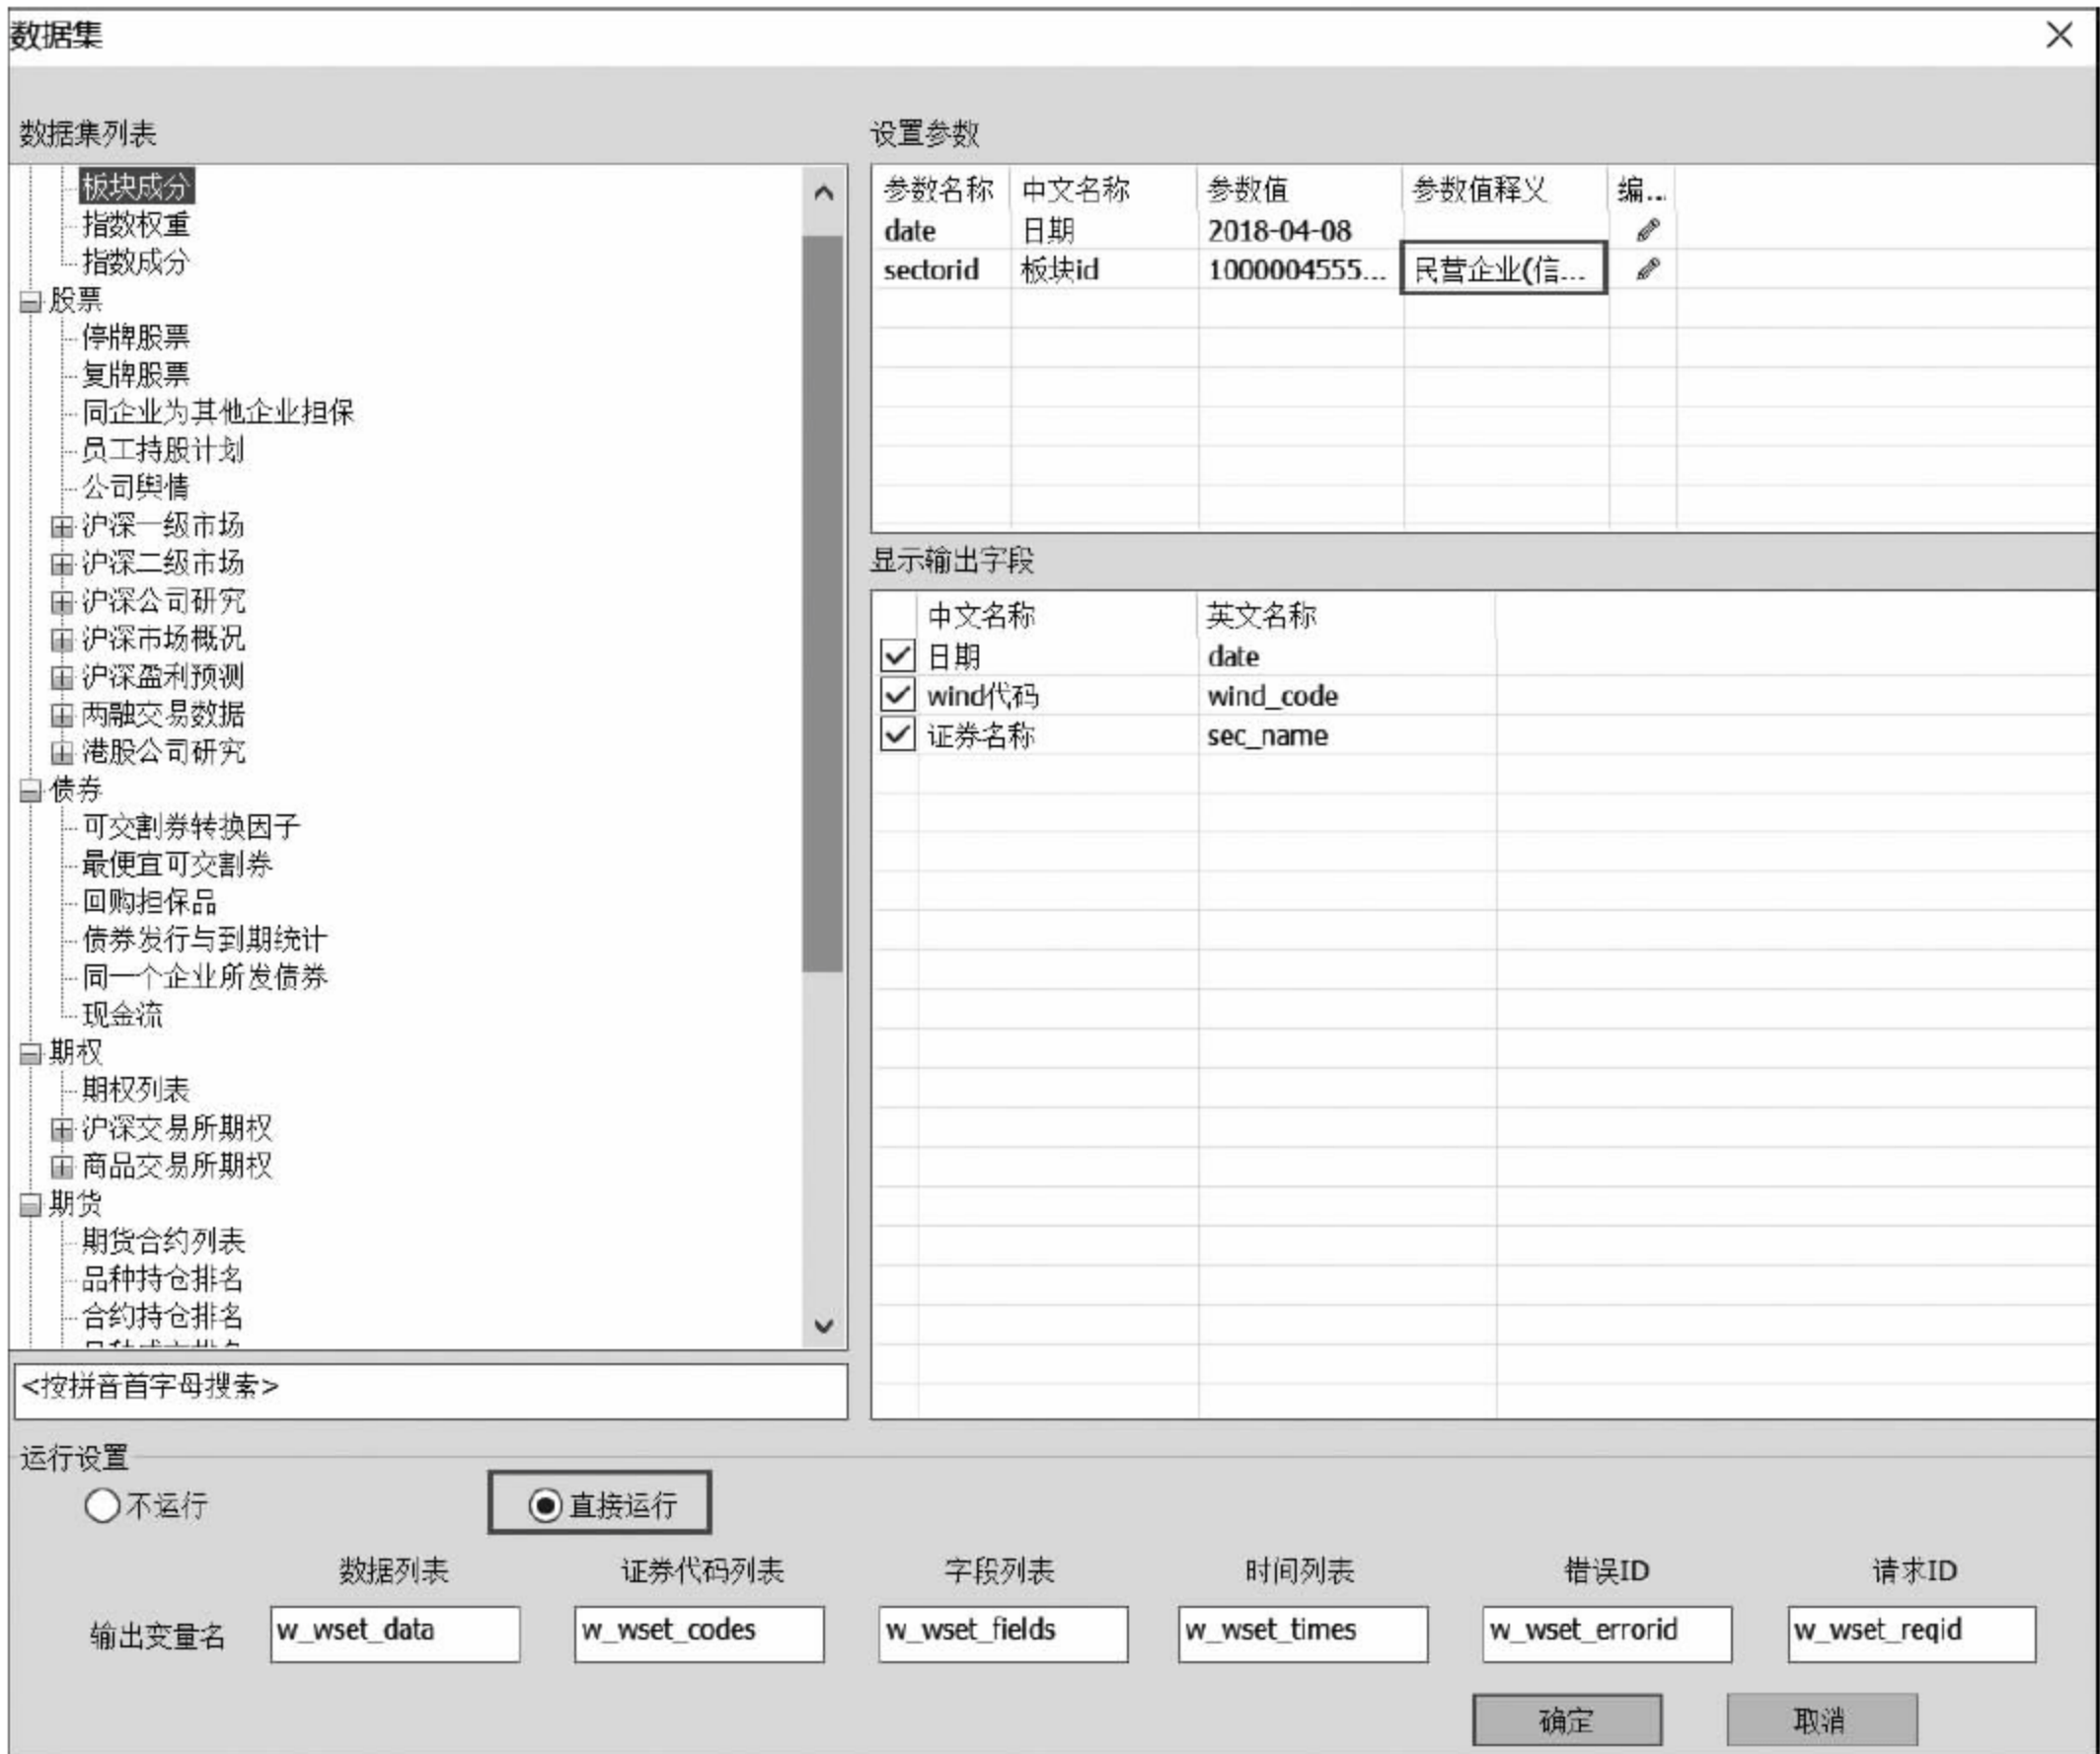 数据集
数据集列表
板块成分
指数权重
指数成分
股票
停牌股票
复牌股票
同企业为其他企业担保
员工持股计划
公司舆情
沪深一级市场
沪深二级市场
沪深公司研究
沪深市场概况
沪深盈利预测
两融交易数据
港股公司研究
债券
可交割券转换因子
最便宜可交割券
回购担保品
债券发行与到期统计
同一个企业所发债券
现金流
期权
期权列表
沪深交易所期权
商品交易所期权
期货
期货合约列表
品种持仓排名
合约持仓排名
<按拼音首字母搜索>
设置参数
参数名称 中文名称 参数值 参数值释义 编...
date 日期 2018-04-08
sectorid 板块id 1000004555... 民营企业(信...
显示输出字段
中文名称 英文名称
日期 date
wind代码 wind_code
证券名称 sec_name
运行设置
不运行 直接运行
数据列表 证券代码列表 字段列表 时间列表 错误ID 请求ID
输出变量名 w_wset_data w_wset_codes w_wset_fields w_wset_times w_wset_errorid w_wset_reqid
确定 取消